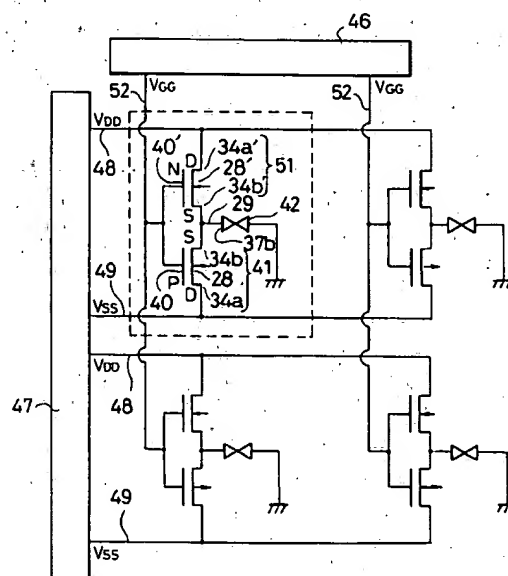 46
52 VGG 52 VGG
47
VDD
48
40' N D 34a' 28' 51
34b'
S 29 42
S 37b
34b 41
28
40 P D 34a
49
VSS
VDD
48
49
VSS